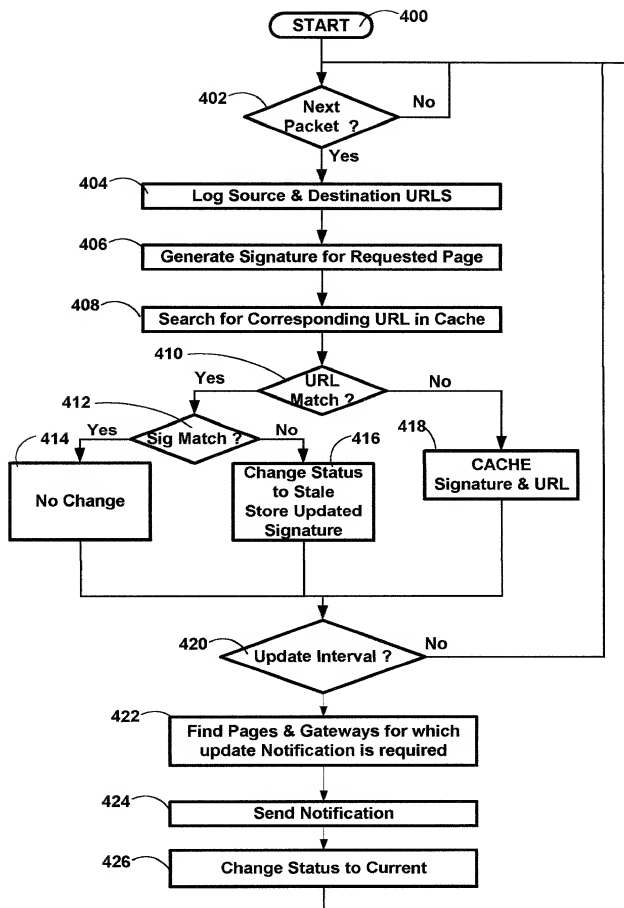 START
400
402
Next
Packet ?
No
Yes
404
Log Source & Destination URLS
406
Generate Signature for Requested Page
408
Search for Corresponding URL in Cache
410
URL
Match ?
Yes
No
412
Sig Match ?
Yes
No
414
No Change
416
Change Status
to Stale
Store Updated
Signature
418
CACHE
Signature & URL
420
Update Interval ?
No
422
Find Pages & Gateways for which
update Notification is required
424
Send Notification
426
Change Status to Current